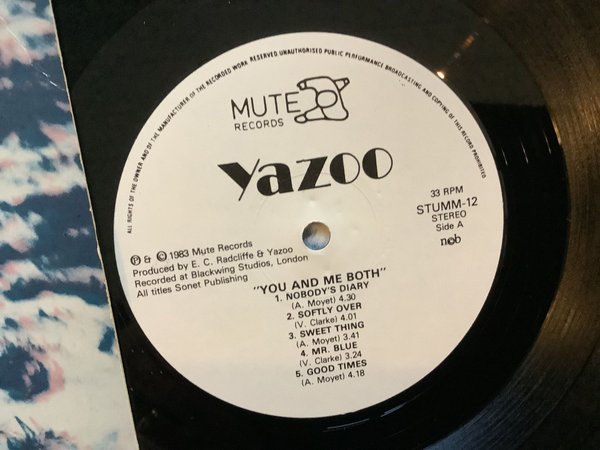 ALL RIGHTS OF THE OWNER AND OF THE MANUFACTURER OF THE RECORDED WORK RESERVED. UNAUTHORISED PUBLIC PERFORMANCE BROADCASTING AND COPYING OF THIS RECORD PROHIBITED
MUTE
RECORDS
yazoo
33 RPM
STUMM-12
STEREO
Side A
ncb
℗ & © 1983 Mute Records
Produced by E. C. Radcliffe & Yazoo
Recorded at Blackwing Studios, London
All titles Sonet Publishing
"YOU AND ME BOTH"
1. NOBODY'S DIARY
(A. Moyet) 4.30
2. SOFTLY OVER
(V. Clarke) 4.01
3. SWEET THING
(A. Moyet) 3.41
4. MR. BLUE
(V. Clarke) 3.24
5. GOOD TIMES
(A. Moyet) 4.18